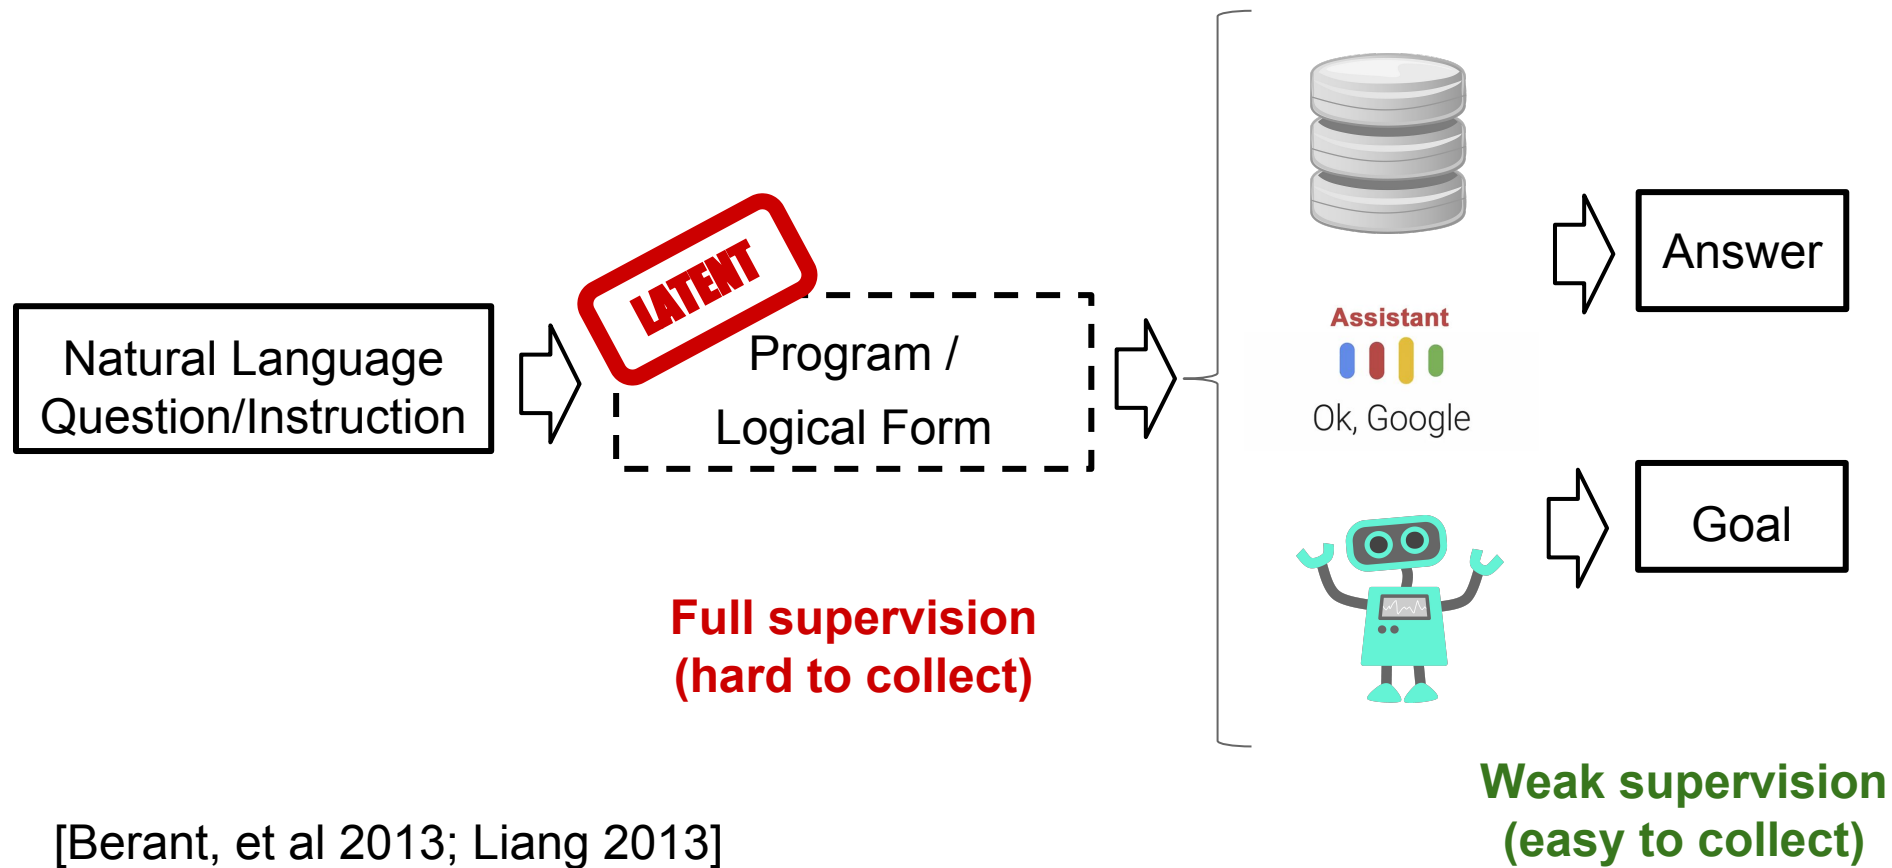 Natural Language
Question/Instruction
LATENT
Program /
Logical Form
Assistant
Ok, Google
Answer
Goal
Full supervision
(hard to collect)
Weak supervision
(easy to collect)
[Berant, et al 2013; Liang 2013]